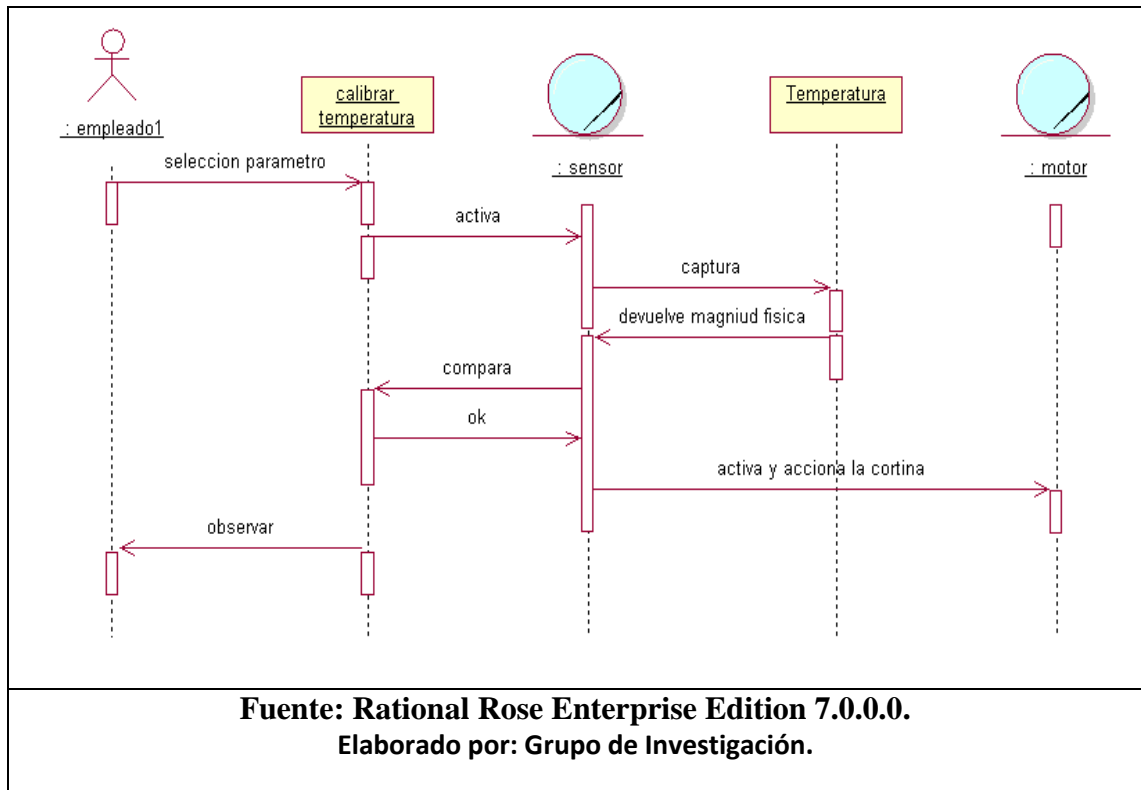 : empleado1
calibrar
temperatura
: sensor
Temperatura
: motor
seleccion parametro
activa
captura
devuelve magniud fisica
compara
ok
activa y acciona la cortina
observar
Fuente: Rational Rose Enterprise Edition 7.0.0.0.
Elaborado por: Grupo de Investigación.